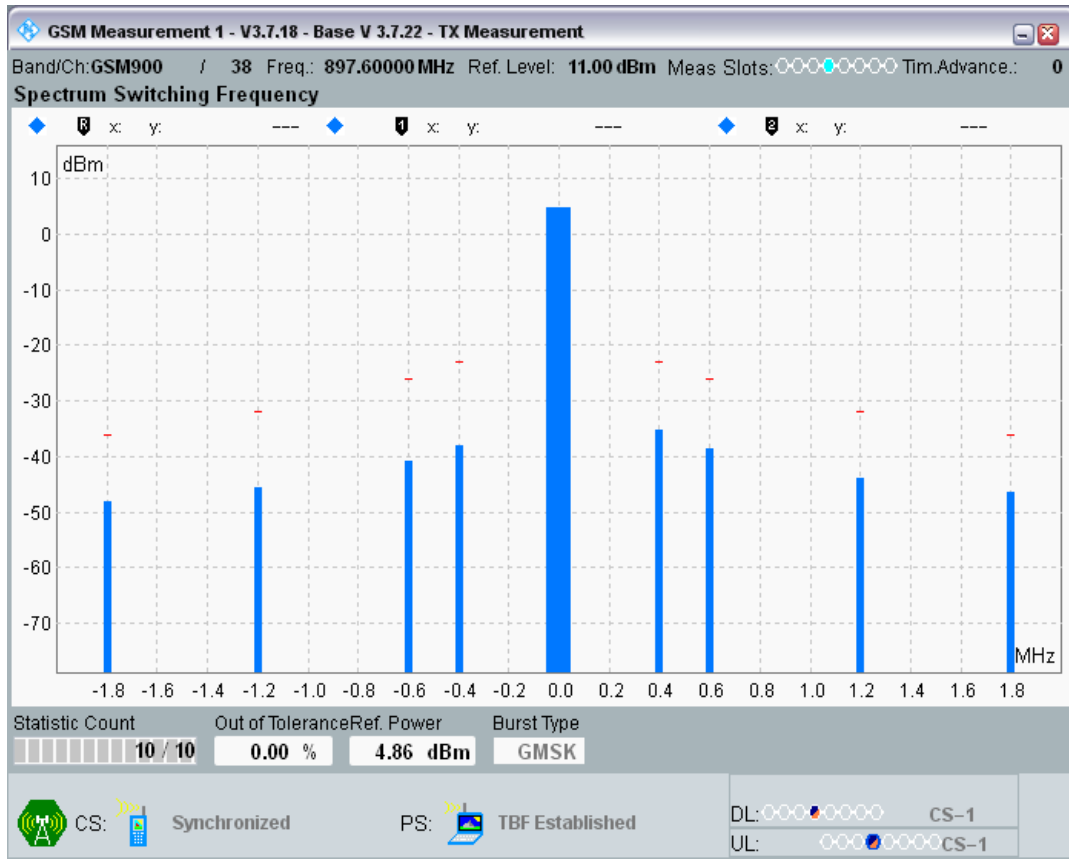 GSM Measurement 1 - V3.7.18 - Base V 3.7.22 - TX Measurement
Band/Ch:GSM900 / 38 Freq.: 897.60000 MHz Ref. Level: 11.00 dBm Meas Slots: Tim.Advance.: 0
Spectrum Switching Frequency
R x: y: --- 1 x: y: --- 2 x: y: ---
dBm
10
0
-10
-20
-30
-40
-50
-60
-70
MHz
-1.8 -1.6 -1.4 -1.2 -1.0 -0.8 -0.6 -0.4 -0.2 0.0 0.2 0.4 0.6 0.8 1.0 1.2 1.4 1.6 1.8
Statistic Count Out of Tolerance Ref. Power Burst Type
10 / 10 0.00 % 4.86 dBm GMSK
CS: Synchronized PS: TBF Established
DL: CS-1
UL: CS-1